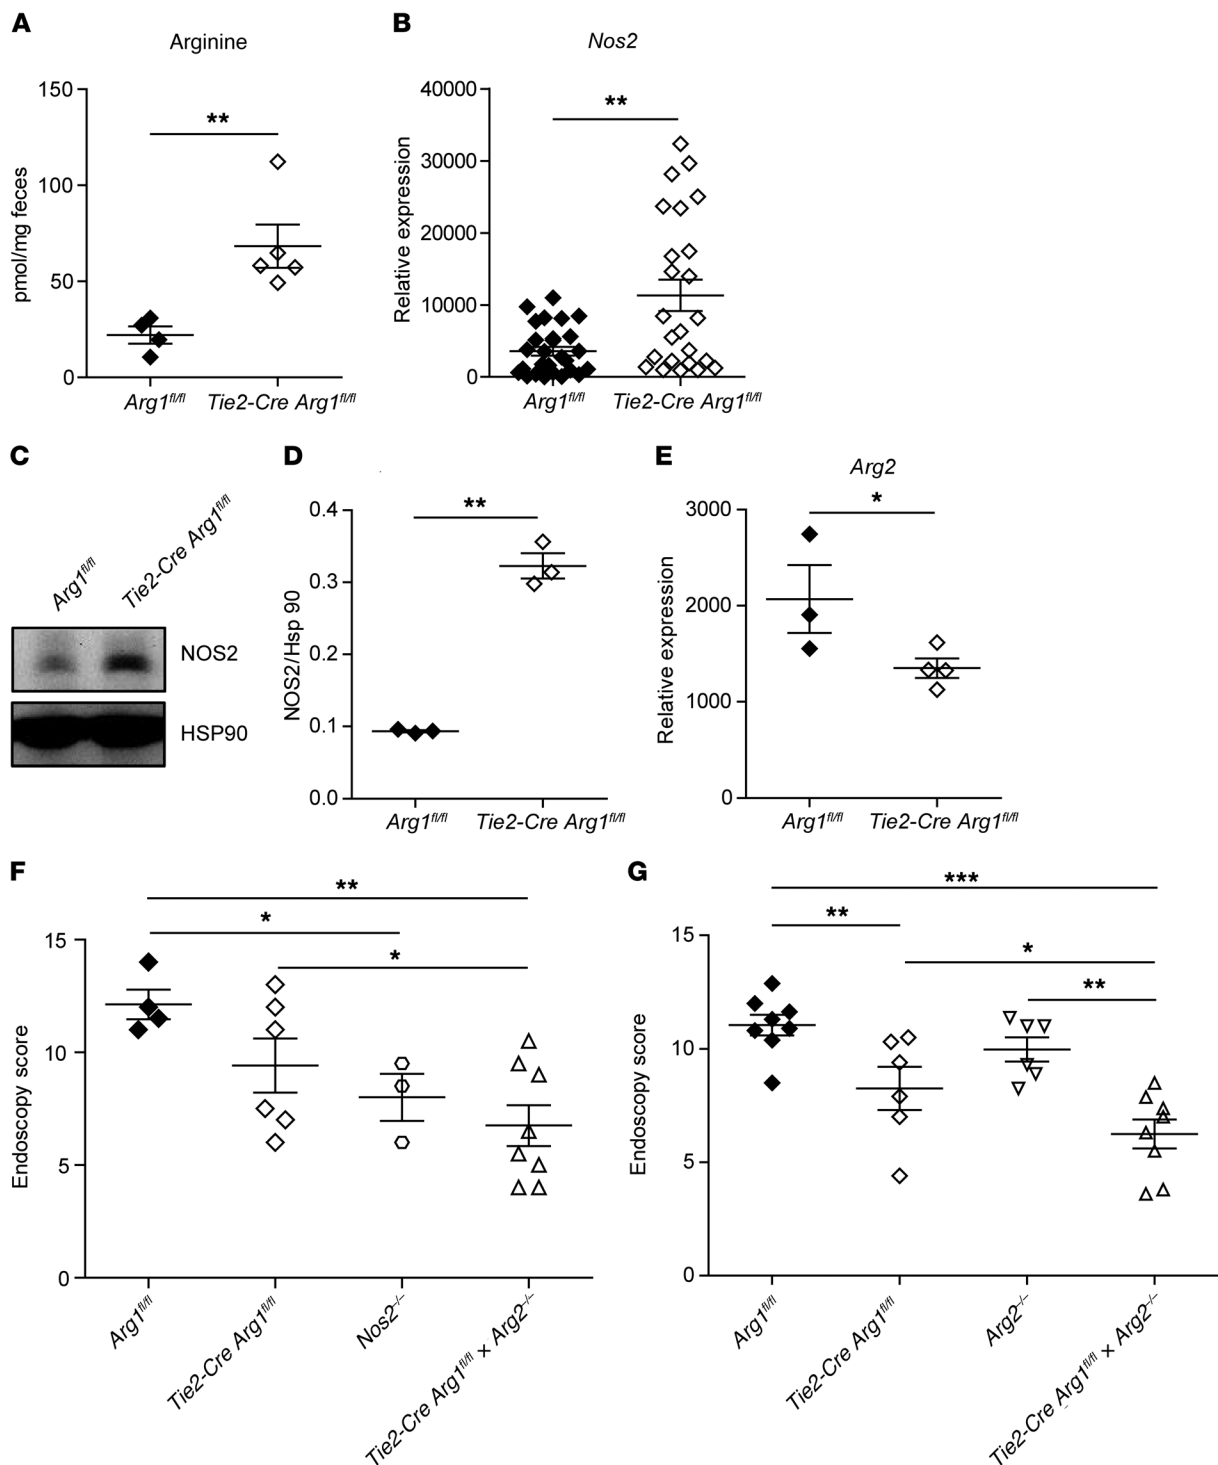 A
Arginine
**
pmol/mg feces
150
100
50
0
Arg1fl/fl
Tie2-Cre Arg1fl/fl
B
Nos2
**
Relative expression
40000
30000
20000
10000
0
Arg1fl/fl
Tie2-Cre Arg1fl/fl
C
Arg1fl/fl
Tie2-Cre Arg1fl/fl
NOS2
HSP90
D
**
NOS2/Hsp 90
0.4
0.3
0.2
0.1
0.0
Arg1fl/fl
Tie2-Cre Arg1fl/fl
E
Arg2
*
Relative expression
3000
2000
1000
0
Arg1fl/fl
Tie2-Cre Arg1fl/fl
F
**
*
*
Endoscopy score
15
10
5
0
Arg1fl/fl
Tie2-Cre Arg1fl/fl
Nos2–/–
Tie2-Cre Arg1fl/fl × Arg2–/–
G
***
**
*
**
Endoscopy score
15
10
5
0
Arg1fl/fl
Tie2-Cre Arg1fl/fl
Arg2–/–
Tie2-Cre Arg1fl/fl × Arg2–/–